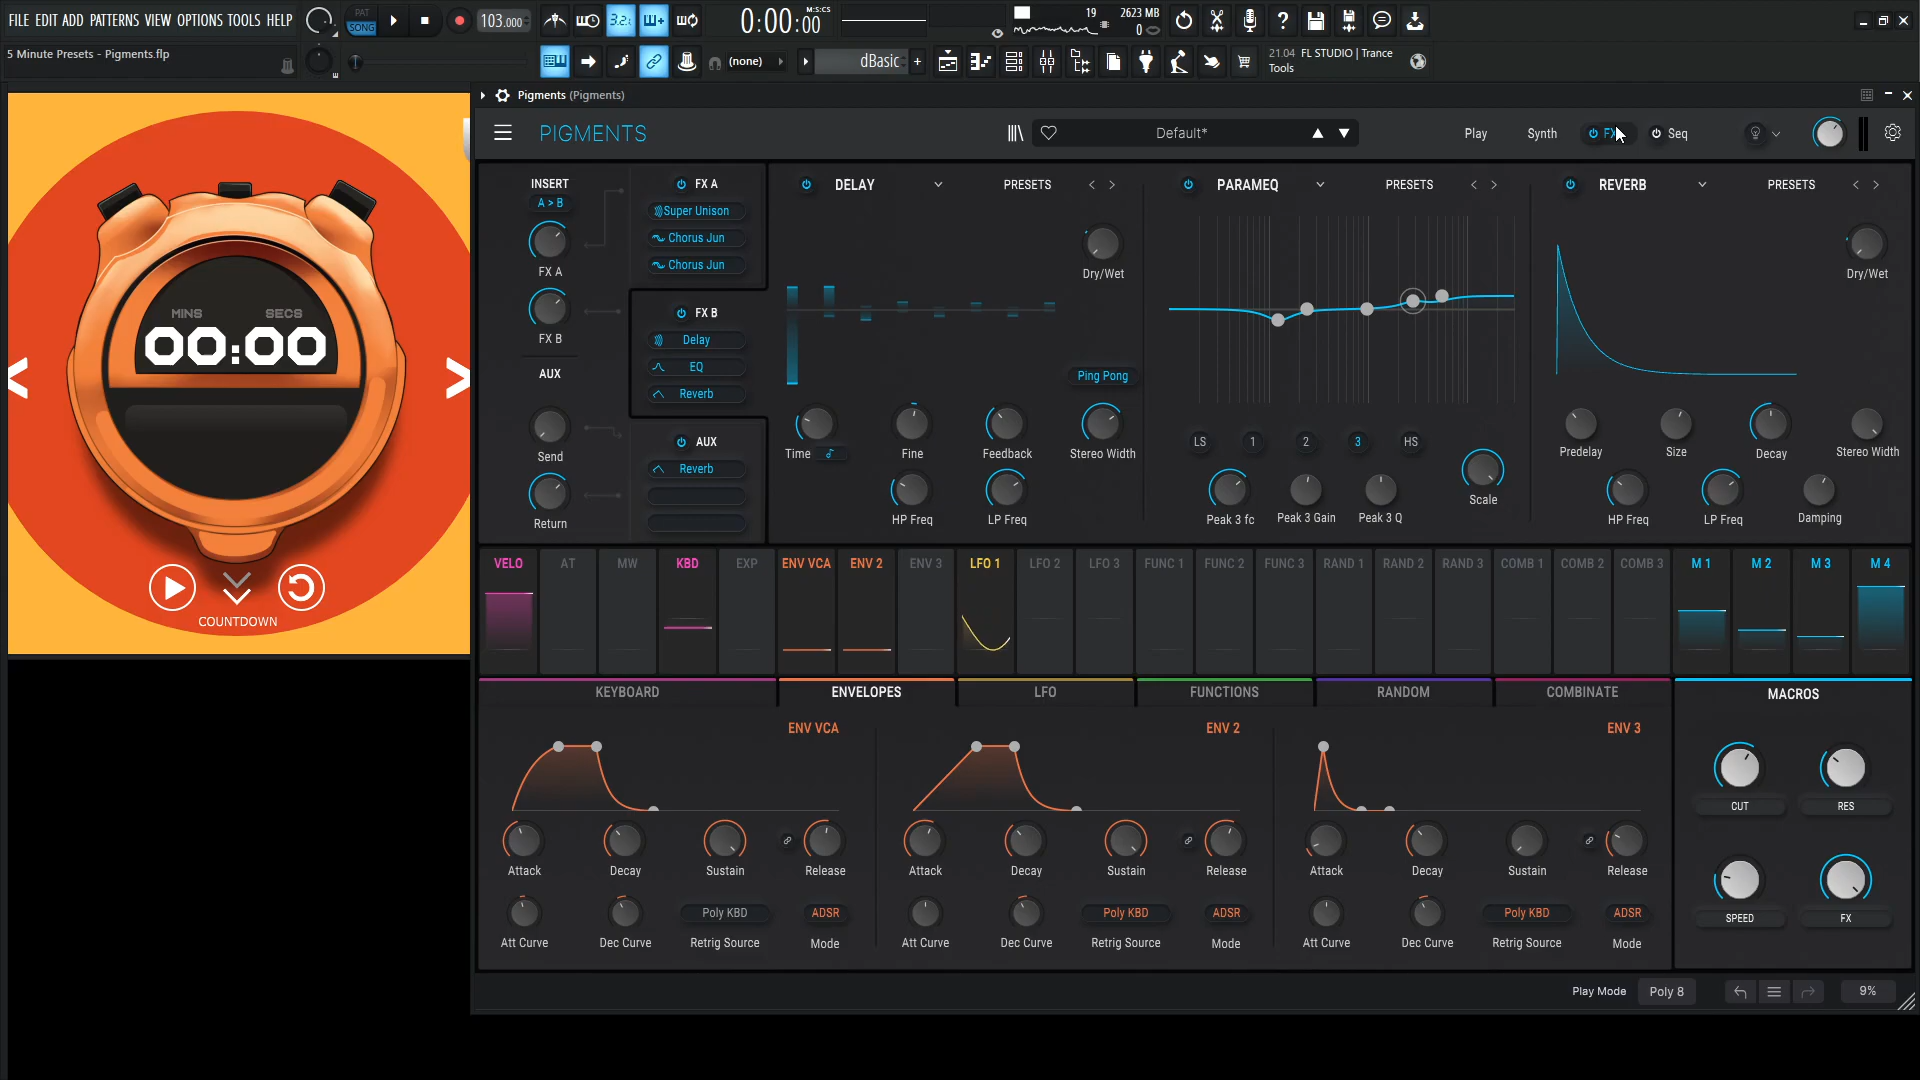 FILE EDIT ADD PATTERNS VIEW OPTIONS TOOLS HELP
PAT
SONG
103.000
3.2.
0:00:00
M:S:CS
19
2623 MB
0
5 Minute Presets - Pigments.flp
(none)
dBasic
21.04 FL STUDIO | Trance
Tools
Pigments (Pigments)
PIGMENTS
Default*
Play
Synth
FX
Seq
MINS
SECS
00:00
COUNTDOWN
INSERT
A > B
FX A
FX B
AUX
Send
Return
FX A
Super Unison
Chorus Jun
Chorus Jun
FX B
Delay
EQ
Reverb
AUX
Reverb
DELAY
PRESETS
Dry/Wet
Ping Pong
Time
Fine
Feedback
Stereo Width
HP Freq
LP Freq
PARAMEQ
PRESETS
LS
1
2
3
HS
Peak 3 fc
Peak 3 Gain
Peak 3 Q
Scale
REVERB
PRESETS
Dry/Wet
Predelay
Size
Decay
Stereo Width
HP Freq
LP Freq
Damping
VELO
AT
MW
KBD
EXP
ENV VCA
ENV 2
ENV 3
LFO 1
LFO 2
LFO 3
FUNC 1
FUNC 2
FUNC 3
RAND 1
RAND 2
RAND 3
COMB 1
COMB 2
COMB 3
M 1
M 2
M 3
M 4
KEYBOARD
ENVELOPES
LFO
FUNCTIONS
RANDOM
COMBINATE
MACROS
ENV VCA
Attack
Decay
Sustain
Release
Att Curve
Dec Curve
Poly KBD
Retrig Source
ADSR
Mode
ENV 2
Attack
Decay
Sustain
Release
Att Curve
Dec Curve
Poly KBD
Retrig Source
ADSR
Mode
ENV 3
Attack
Decay
Sustain
Release
Att Curve
Dec Curve
Poly KBD
Retrig Source
ADSR
Mode
CUT
RES
SPEED
FX
Play Mode
Poly 8
9%